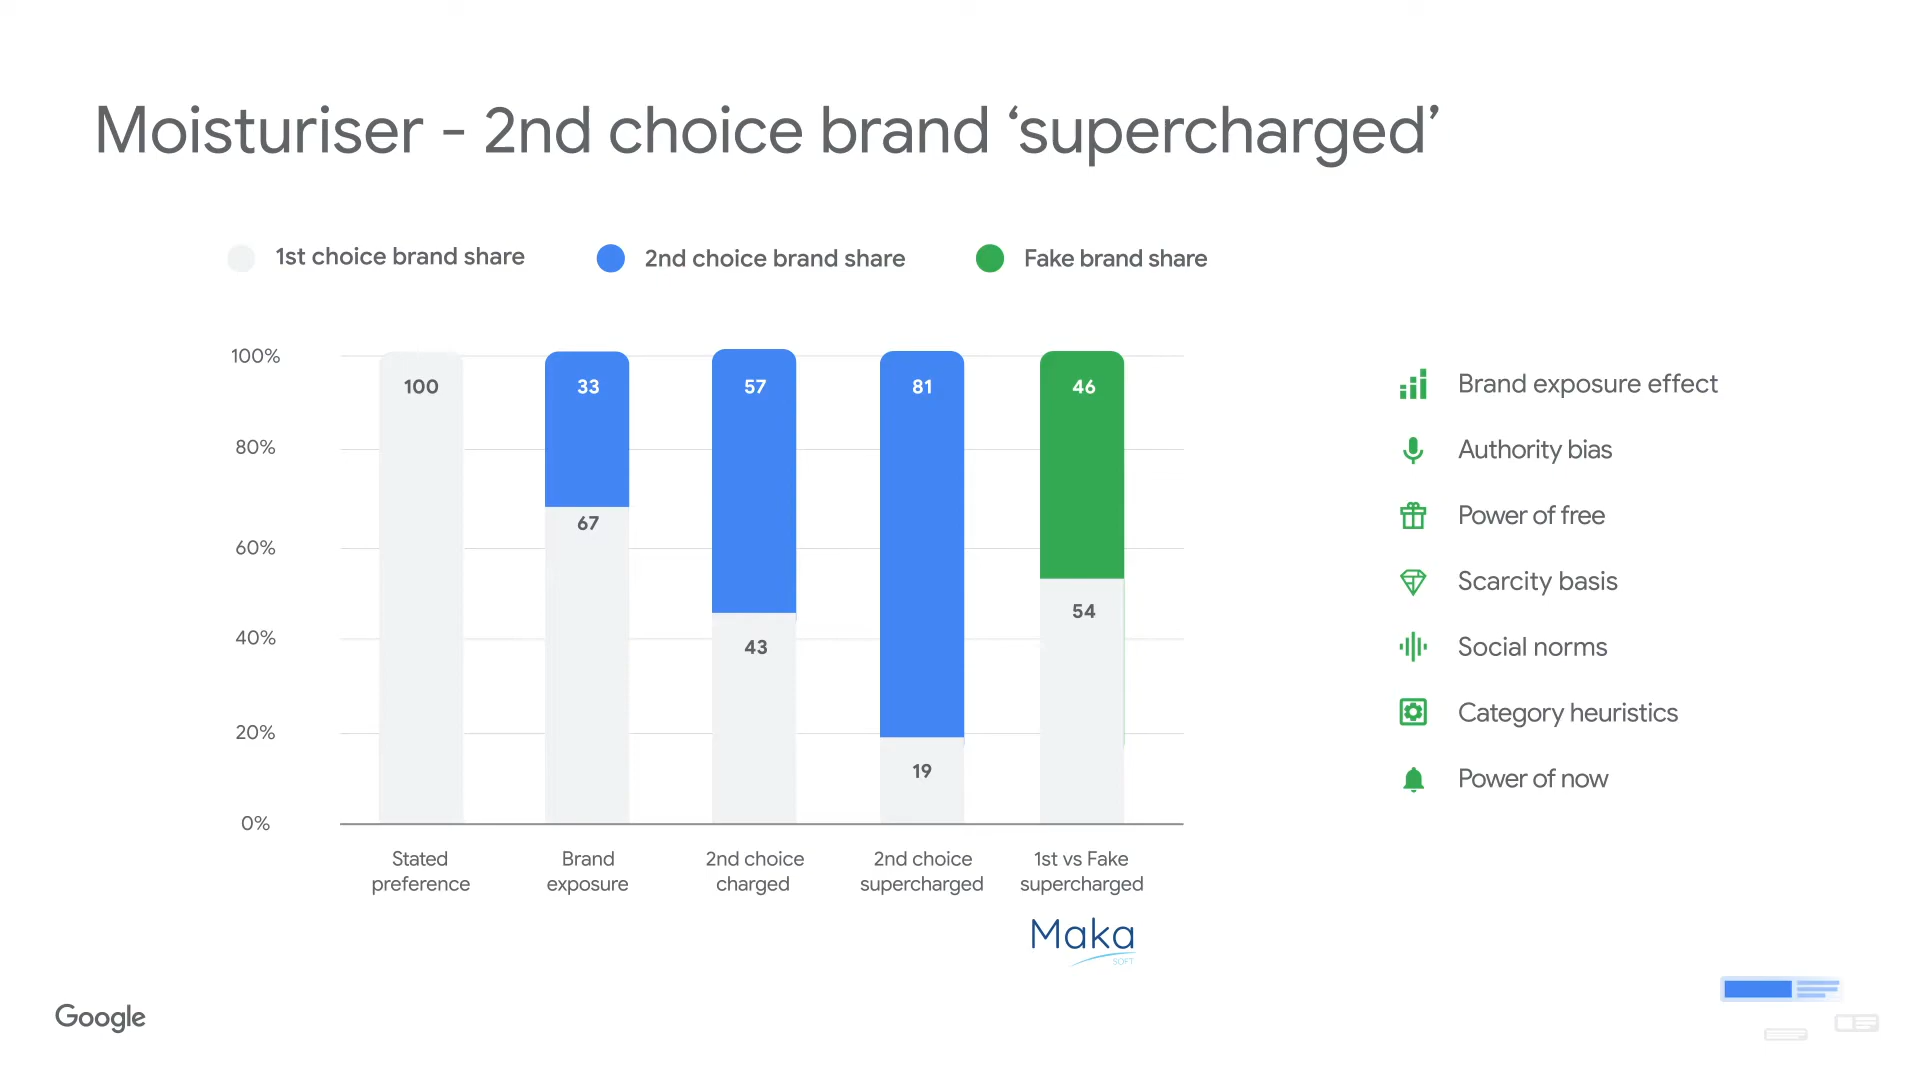 Moisturiser - 2nd choice brand ‘supercharged’
1st choice brand share
2nd choice brand share
Fake brand share
100%
80%
60%
40%
20%
0%
100
33
67
57
43
81
19
46
54
Stated
preference
Brand
exposure
2nd choice
charged
2nd choice
supercharged
1st vs Fake
supercharged
Maka
SOFT
Brand exposure effect
Authority bias
Power of free
Scarcity basis
Social norms
Category heuristics
Power of now
Google